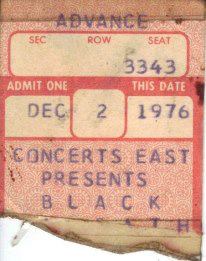 ADVANCE
SEC ROW SEAT
3343
ADMIT ONE THIS DATE
DEC 2 1976
CONCERTS EAST
PRESENTS
BLACK